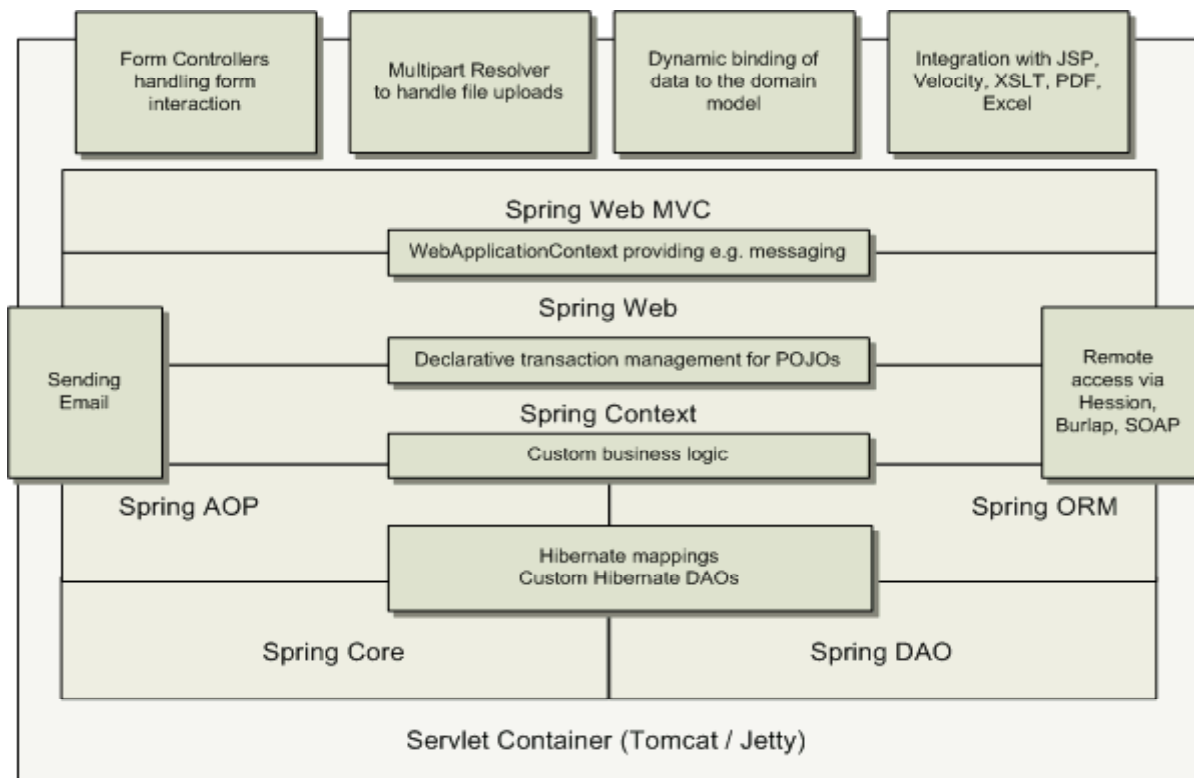 Form Controllers
handling form
interaction
Multipart Resolver
to handle file uploads
Dynamic binding of
data to the domain
model
Integration with JSP,
Velocity, XSLT, PDF,
Excel
Spring Web MVC
WebApplicationContext providing e.g. messaging
Spring Web
Declarative transaction management for POJOs
Sending
Email
Remote
access via
Hession,
Burlap, SOAP
Spring Context
Custom business logic
Spring AOP
Spring ORM
Hibernate mappings
Custom Hibernate DAOs
Spring Core
Spring DAO
Servlet Container (Tomcat / Jetty)